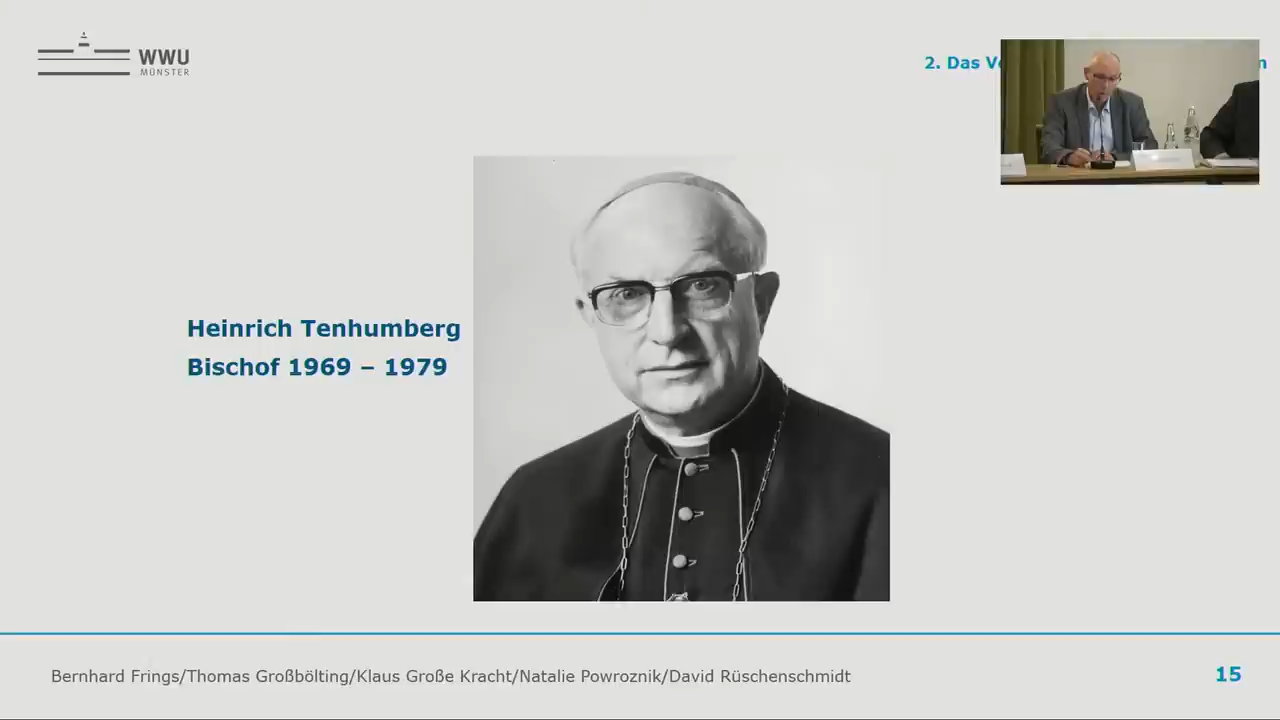 WWU
MÜNSTER
2. Das
Heinrich Tenhumberg
Bischof 1969 – 1979
Bernhard Frings/Thomas Großbölting/Klaus Große Kracht/Natalie Powroznik/David Rüschenschmidt
15